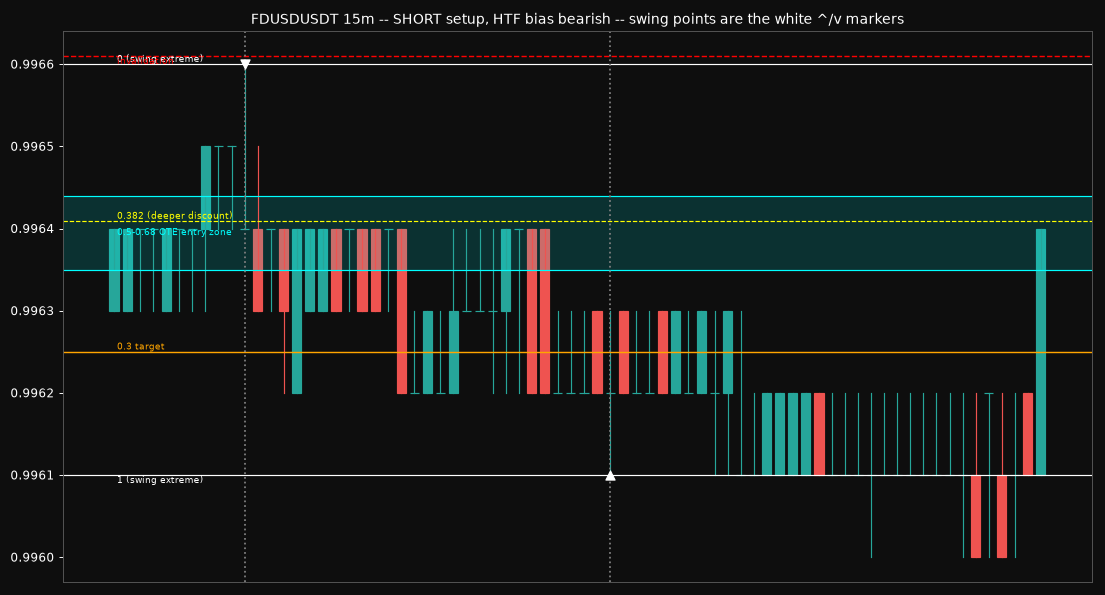 FDUSDUSDT 15m -- SHORT setup, HTF bias bearish -- swing points are the white ^/v markers
0 (swing extreme)
0.9966
0.9965
0.382 (deeper discount)
0.9964
0.5-0.68 OTE entry zone
0.9963
0.3 target
0.9962
0.9961
1 (swing extreme)
0.9960